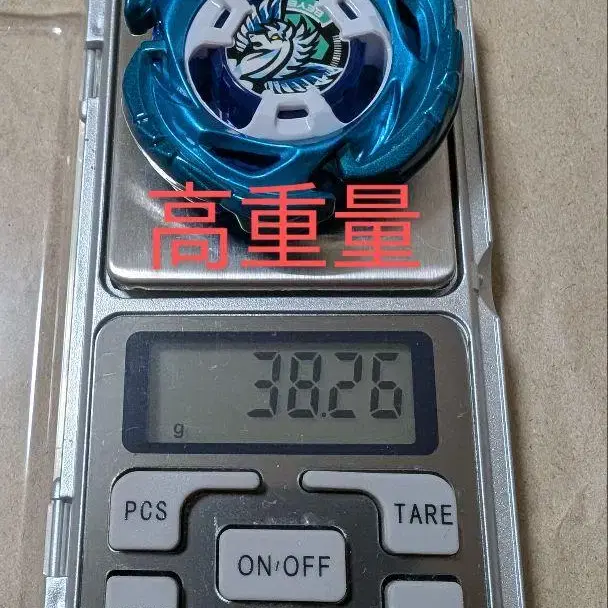 高重量
38.26
g
PCS
TARE
ON/OFF